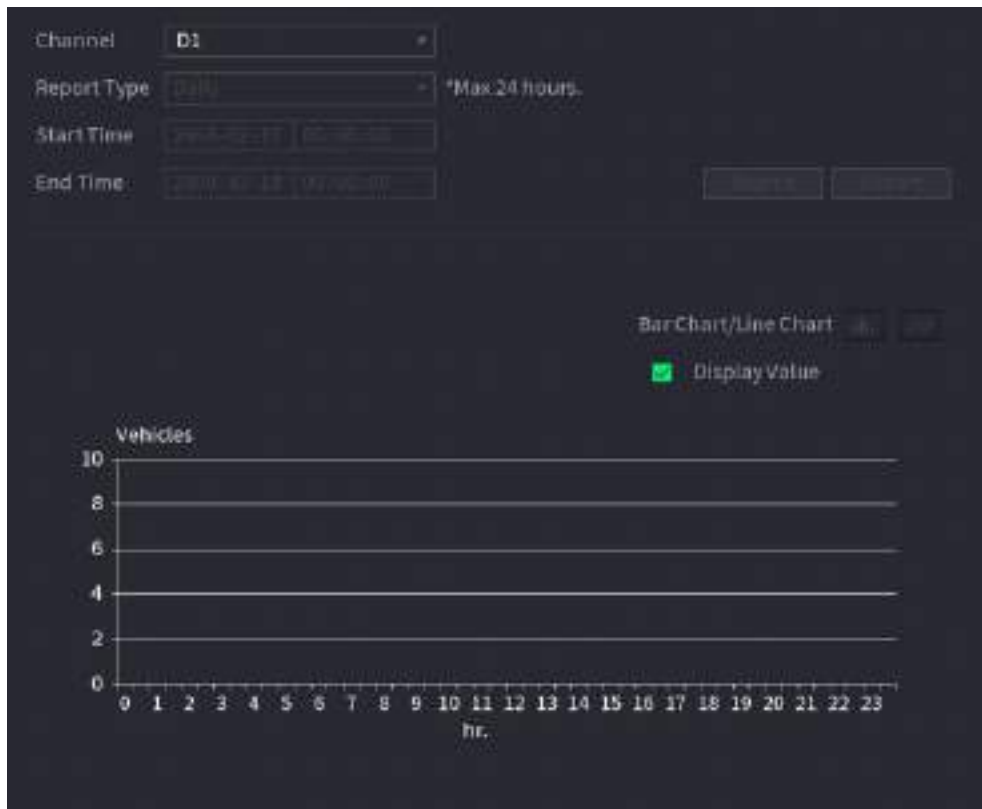 Channel D1
Report Type Daily *Max 24 hours.
Start Time
End Time
Bar Chart/Line Chart
Display Value
Vehicles
10
8
6
4
2
0
0 1 2 3 4 5 6 7 8 9 10 11 12 13 14 15 16 17 18 19 20 21 22 23
hr.